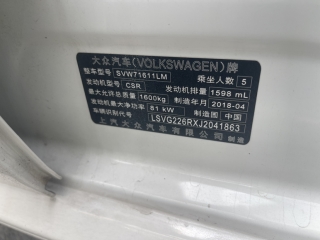 大众汽车(VOLKSWAGEN)牌
整车型号 SVW71611LM 乘坐人数 5
发动机型号 CSR 发动机排量 1598 mL
最大允许总质量 1600kg 制造年月 2018-04
发动机最大净功率 81 kW 制造国 中国
LSVG226RXJ2041863
上汽大众汽车有限公司 制造